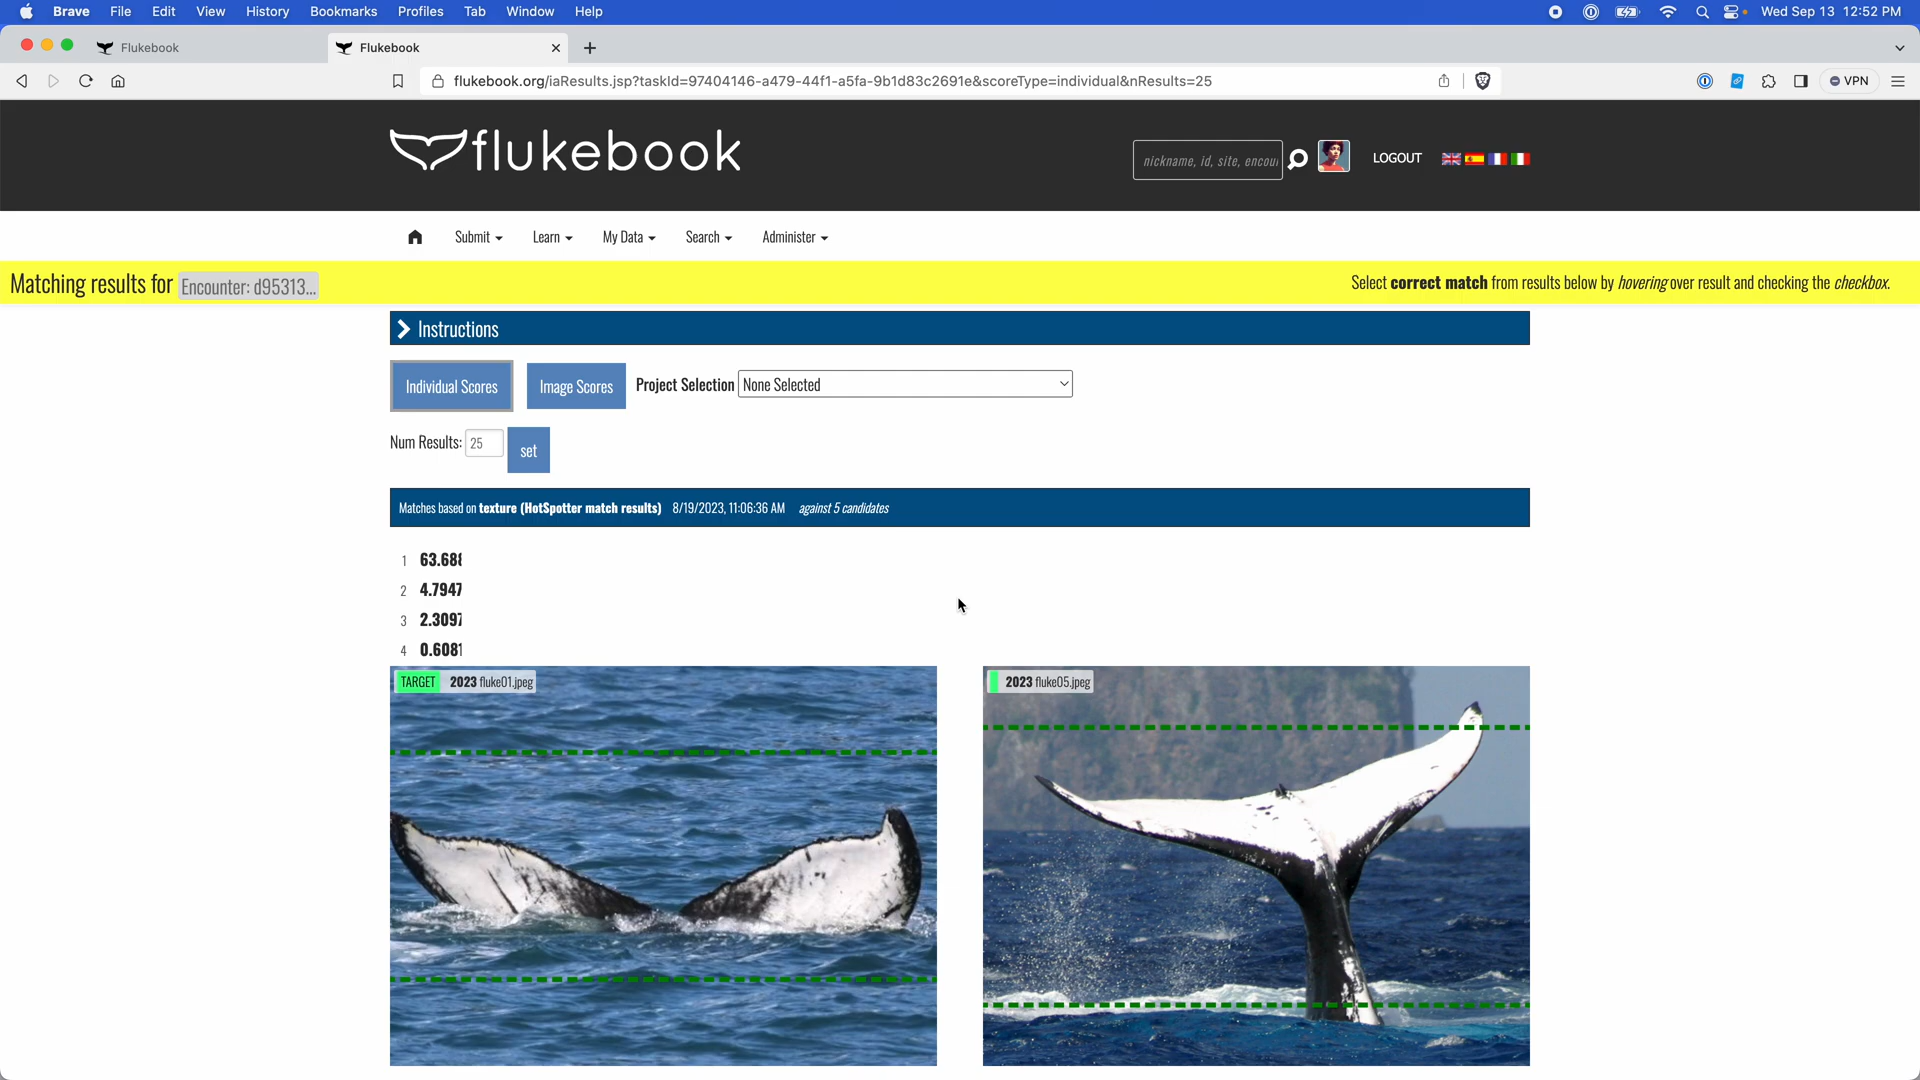 Brave File Edit View History Bookmarks Profiles Tab Window Help Wed Sep 13 12:52 PM
Flukebook Flukebook
flukebook.org/iaResults.jsp?taskId=97404146-a479-44f1-a5fa-9b1d83c2691e&scoreType=individual&nResults=25 VPN
flukebook nickname, id, site, encour LOGOUT
Submit Learn My Data Search Administer
Matching results for Encounter: d95313... Select correct match from results below by hovering over result and checking the checkbox.
Instructions
Individual Scores Image Scores Project Selection None Selected
Num Results: 25 set
Matches based on texture (HotSpotter match results) 8/19/2023, 11:06:36 AM against 5 candidates
1 63.688
2 4.7947
3 2.3097
4 0.6081
TARGET 2023 fluke01.jpeg 2023 fluke05.jpeg